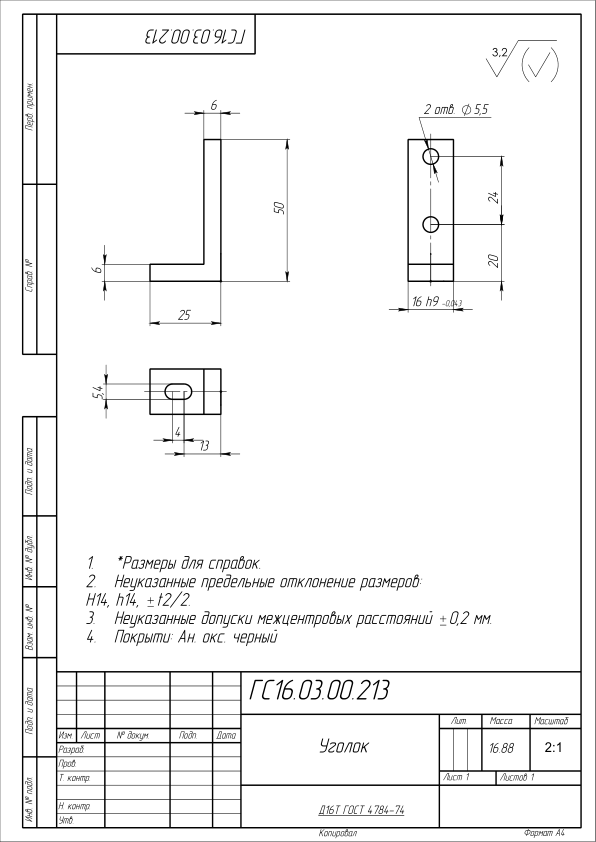 ГС16.03.00.213
3,2
Перв. примен.
Справ. №
Подп. и дата
Инв. № дубл.
Взам. инв. №
Подп. и дата
Инв. № подл.
6
50
6
25
2 отв. ϕ5,5
24
20
16 h9 -0,043
5,4
4
13
1. *Размеры для справок.
2. Неуказанные предельные отклонение размеров:
H14, h14, ±t2/2.
3. Неуказанные допуски межцентровых расстояний ±0,2 мм.
4. Покрыти: Ан. окс. черный
ГС16.03.00.213
Изм Лист № докум. Подп. Дата
Разраб
Пров.
Т. контр.
Н. контр.
Утв.
Уголок
Лит Масса Масштаб
16.88 2:1
Лист 1 Листов 1
Д16Т ГОСТ 4784-74
Копировал Формат А4